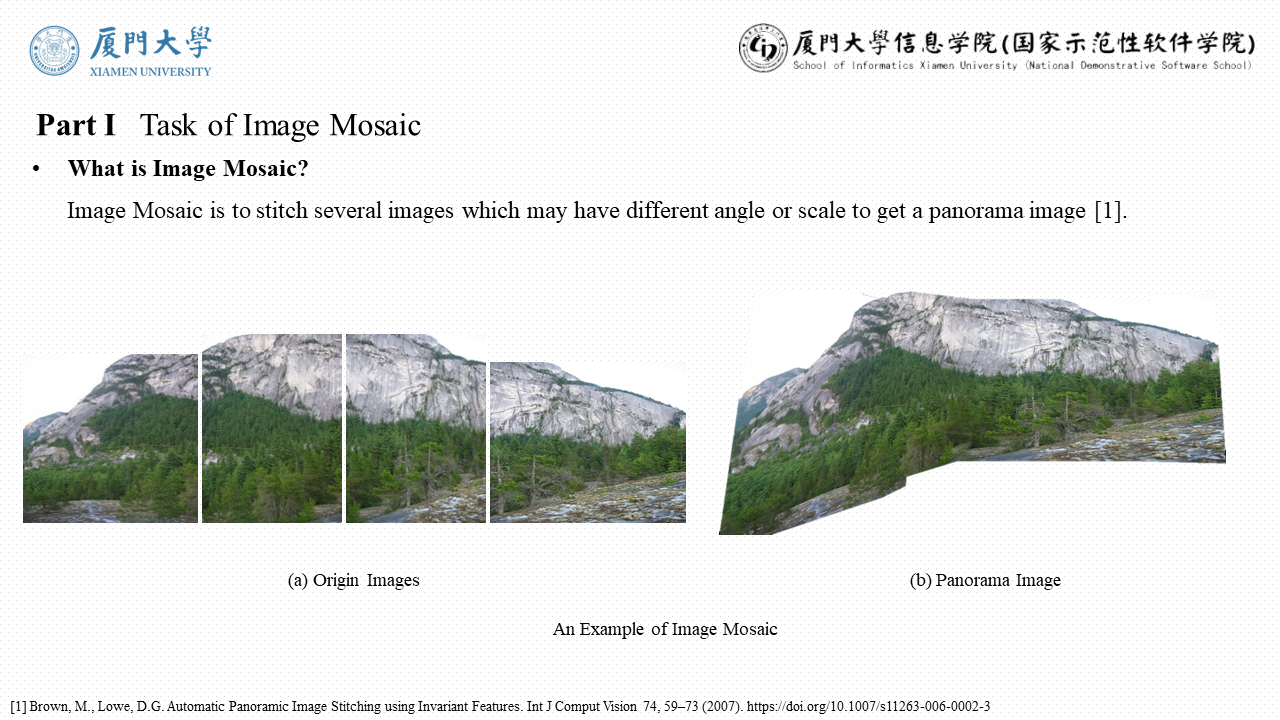 廈門大學
XIAMEN UNIVERSITY
厦门大學信息学院(国家示范性软件学院)
School of Informatics Xiamen University (National Demonstrative Software School)
Part I Task of Image Mosaic
• What is Image Mosaic?
Image Mosaic is to stitch several images which may have different angle or scale to get a panorama image [1].
(a) Origin Images
(b) Panorama Image
An Example of Image Mosaic
[1] Brown, M., Lowe, D.G. Automatic Panoramic Image Stitching using Invariant Features. Int J Comput Vision 74, 59–73 (2007). https://doi.org/10.1007/s11263-006-0002-3